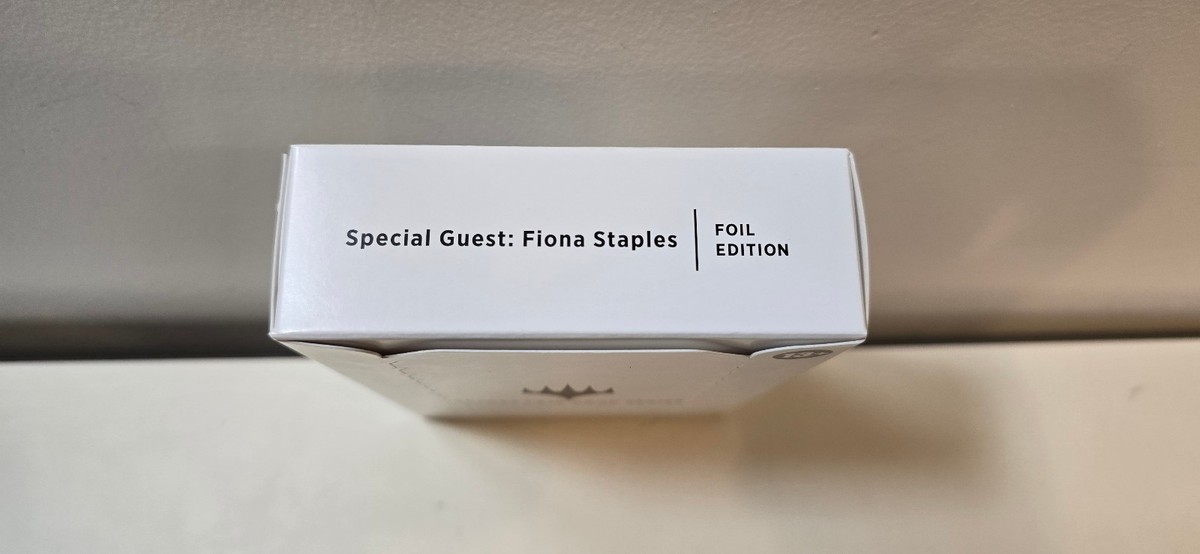 Special Guest: Fiona Staples
FOIL
EDITION